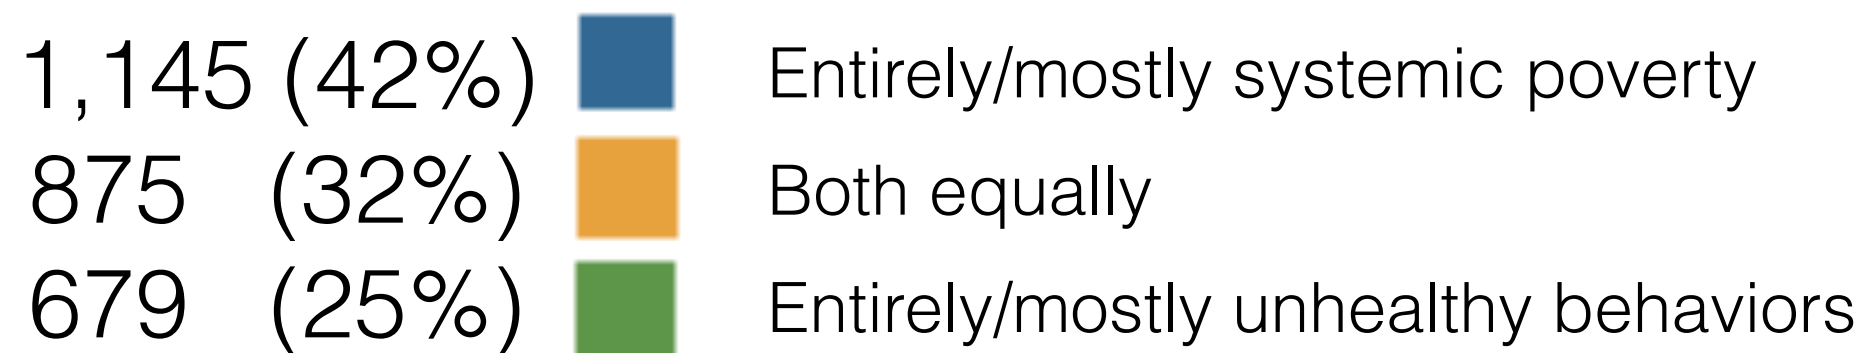 1,145 (42%) Entirely/mostly systemic poverty
875 (32%) Both equally
679 (25%) Entirely/mostly unhealthy behaviors